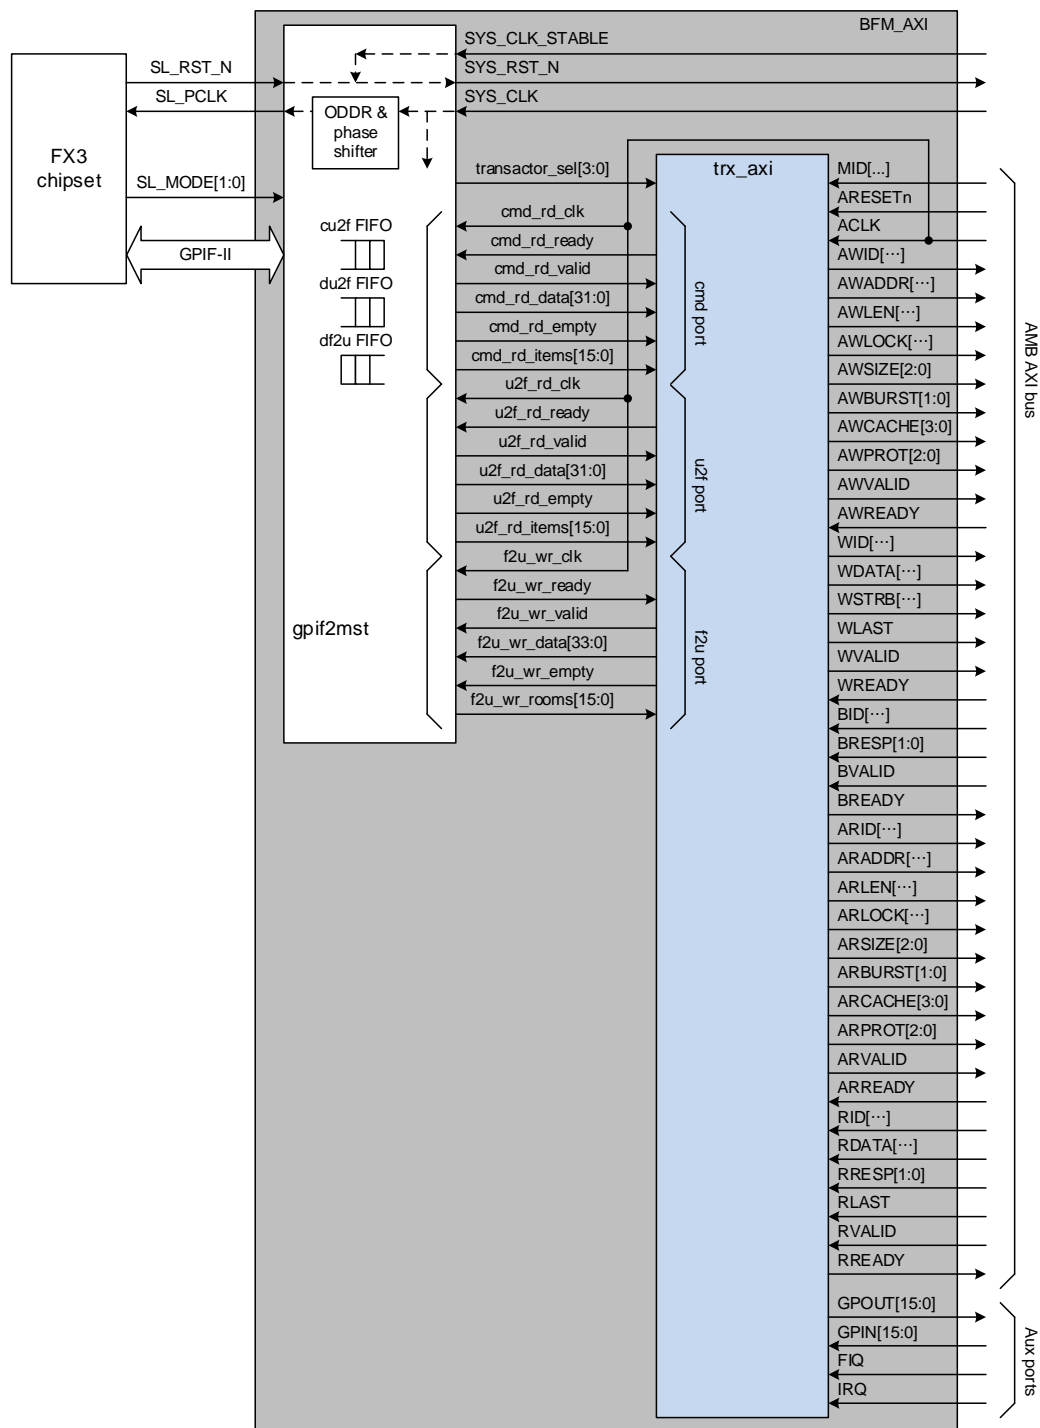 BFM_AXI
SYS_CLK_STABLE
SL_RST_N
SYS_RST_N
SL_PCLK
SYS_CLK
ODDR &
phase
shifter
FX3
chipset
SL_MODE[1:0]
GPIF-II
transactor_sel[3:0]
trx_axi
cu2f FIFO
du2f FIFO
df2u FIFO
gpif2mst
cmd_rd_clk
cmd_rd_ready
cmd_rd_valid
cmd_rd_data[31:0]
cmd_rd_empty
cmd_rd_items[15:0]
u2f_rd_clk
u2f_rd_ready
u2f_rd_valid
u2f_rd_data[31:0]
u2f_rd_empty
u2f_rd_items[15:0]
f2u_wr_clk
f2u_wr_ready
f2u_wr_valid
f2u_wr_data[33:0]
f2u_wr_empty
f2u_wr_rooms[15:0]
cmd port
u2f port
f2u port
MID[...]
ARESETn
ACLK
AWID[···]
AWADDR[···]
AWLEN[···]
AWLOCK[···]
AWSIZE[2:0]
AWBURST[1:0]
AWCACHE[3:0]
AWPROT[2:0]
AWVALID
AWREADY
WID[···]
WDATA[···]
WSTRB[···]
WLAST
WVALID
WREADY
BID[···]
BRESP[1:0]
BVALID
BREADY
ARID[···]
ARADDR[···]
ARLEN[···]
ARLOCK[···]
ARSIZE[2:0]
ARBURST[1:0]
ARCACHE[3:0]
ARPROT[2:0]
ARVALID
ARREADY
RID[···]
RDATA[···]
RRESP[1:0]
RLAST
RVALID
RREADY
GPOUT[15:0]
GPIN[15:0]
FIQ
IRQ
AMB AXI bus
Aux ports